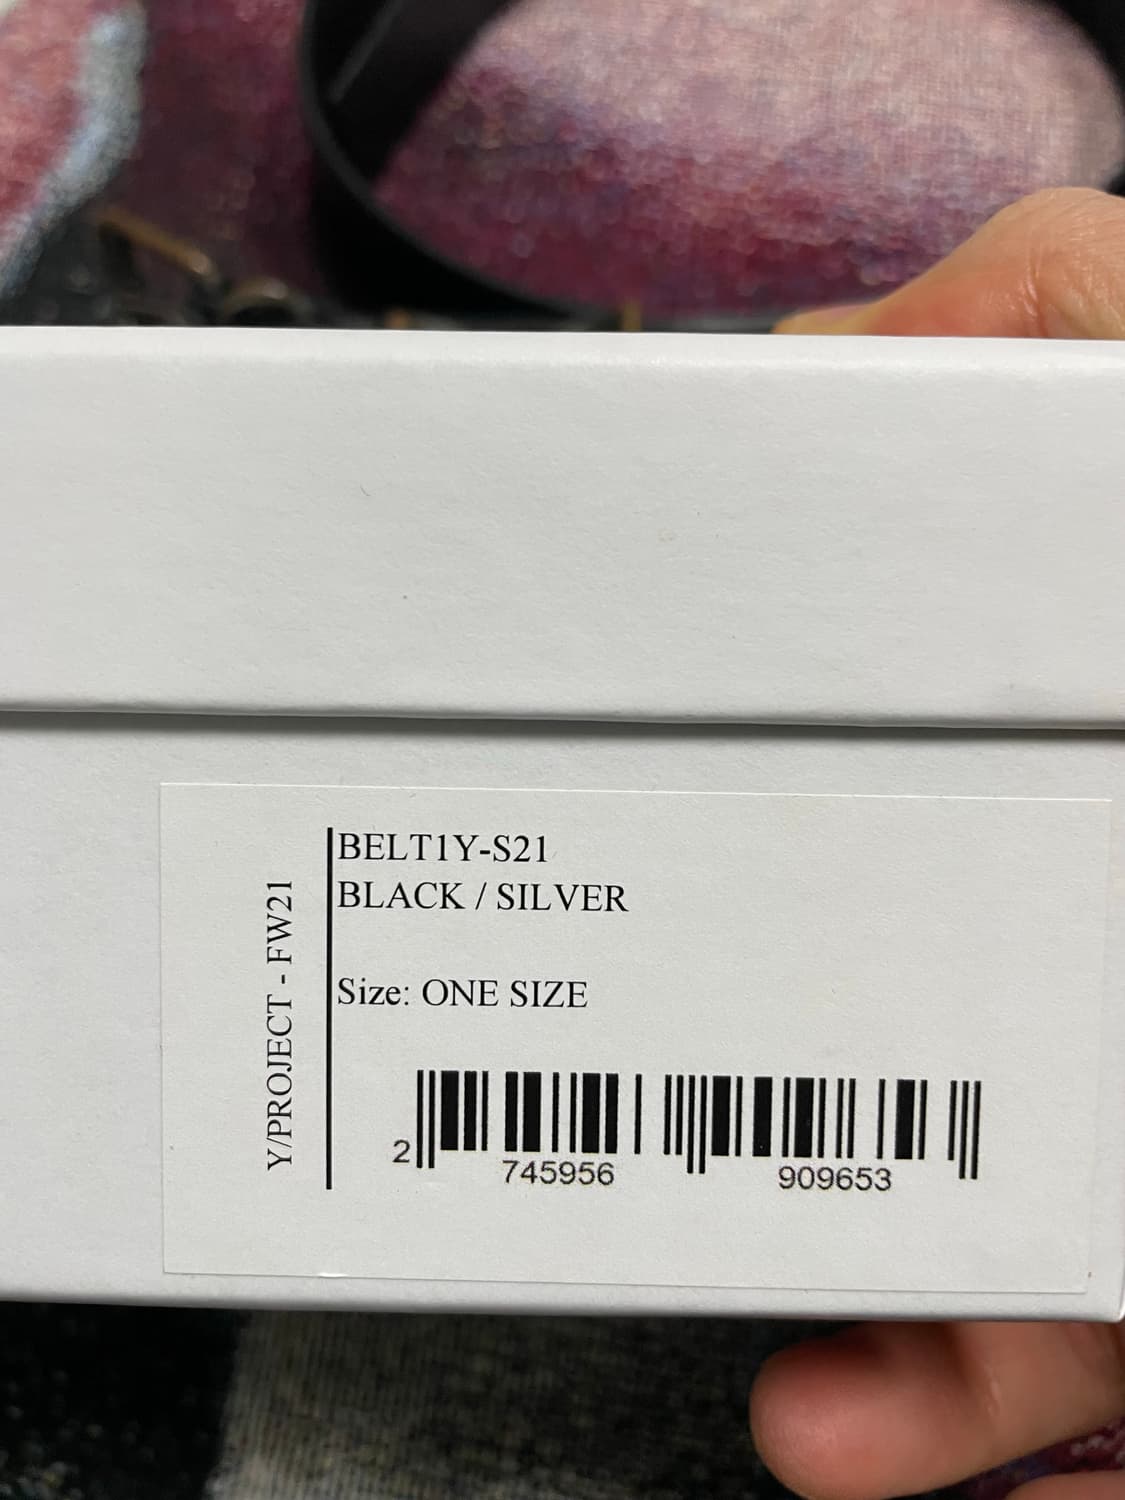 Y/PROJECT - FW21
BELT1Y-S21
BLACK / SILVER
Size: ONE SIZE
2 745956 909653